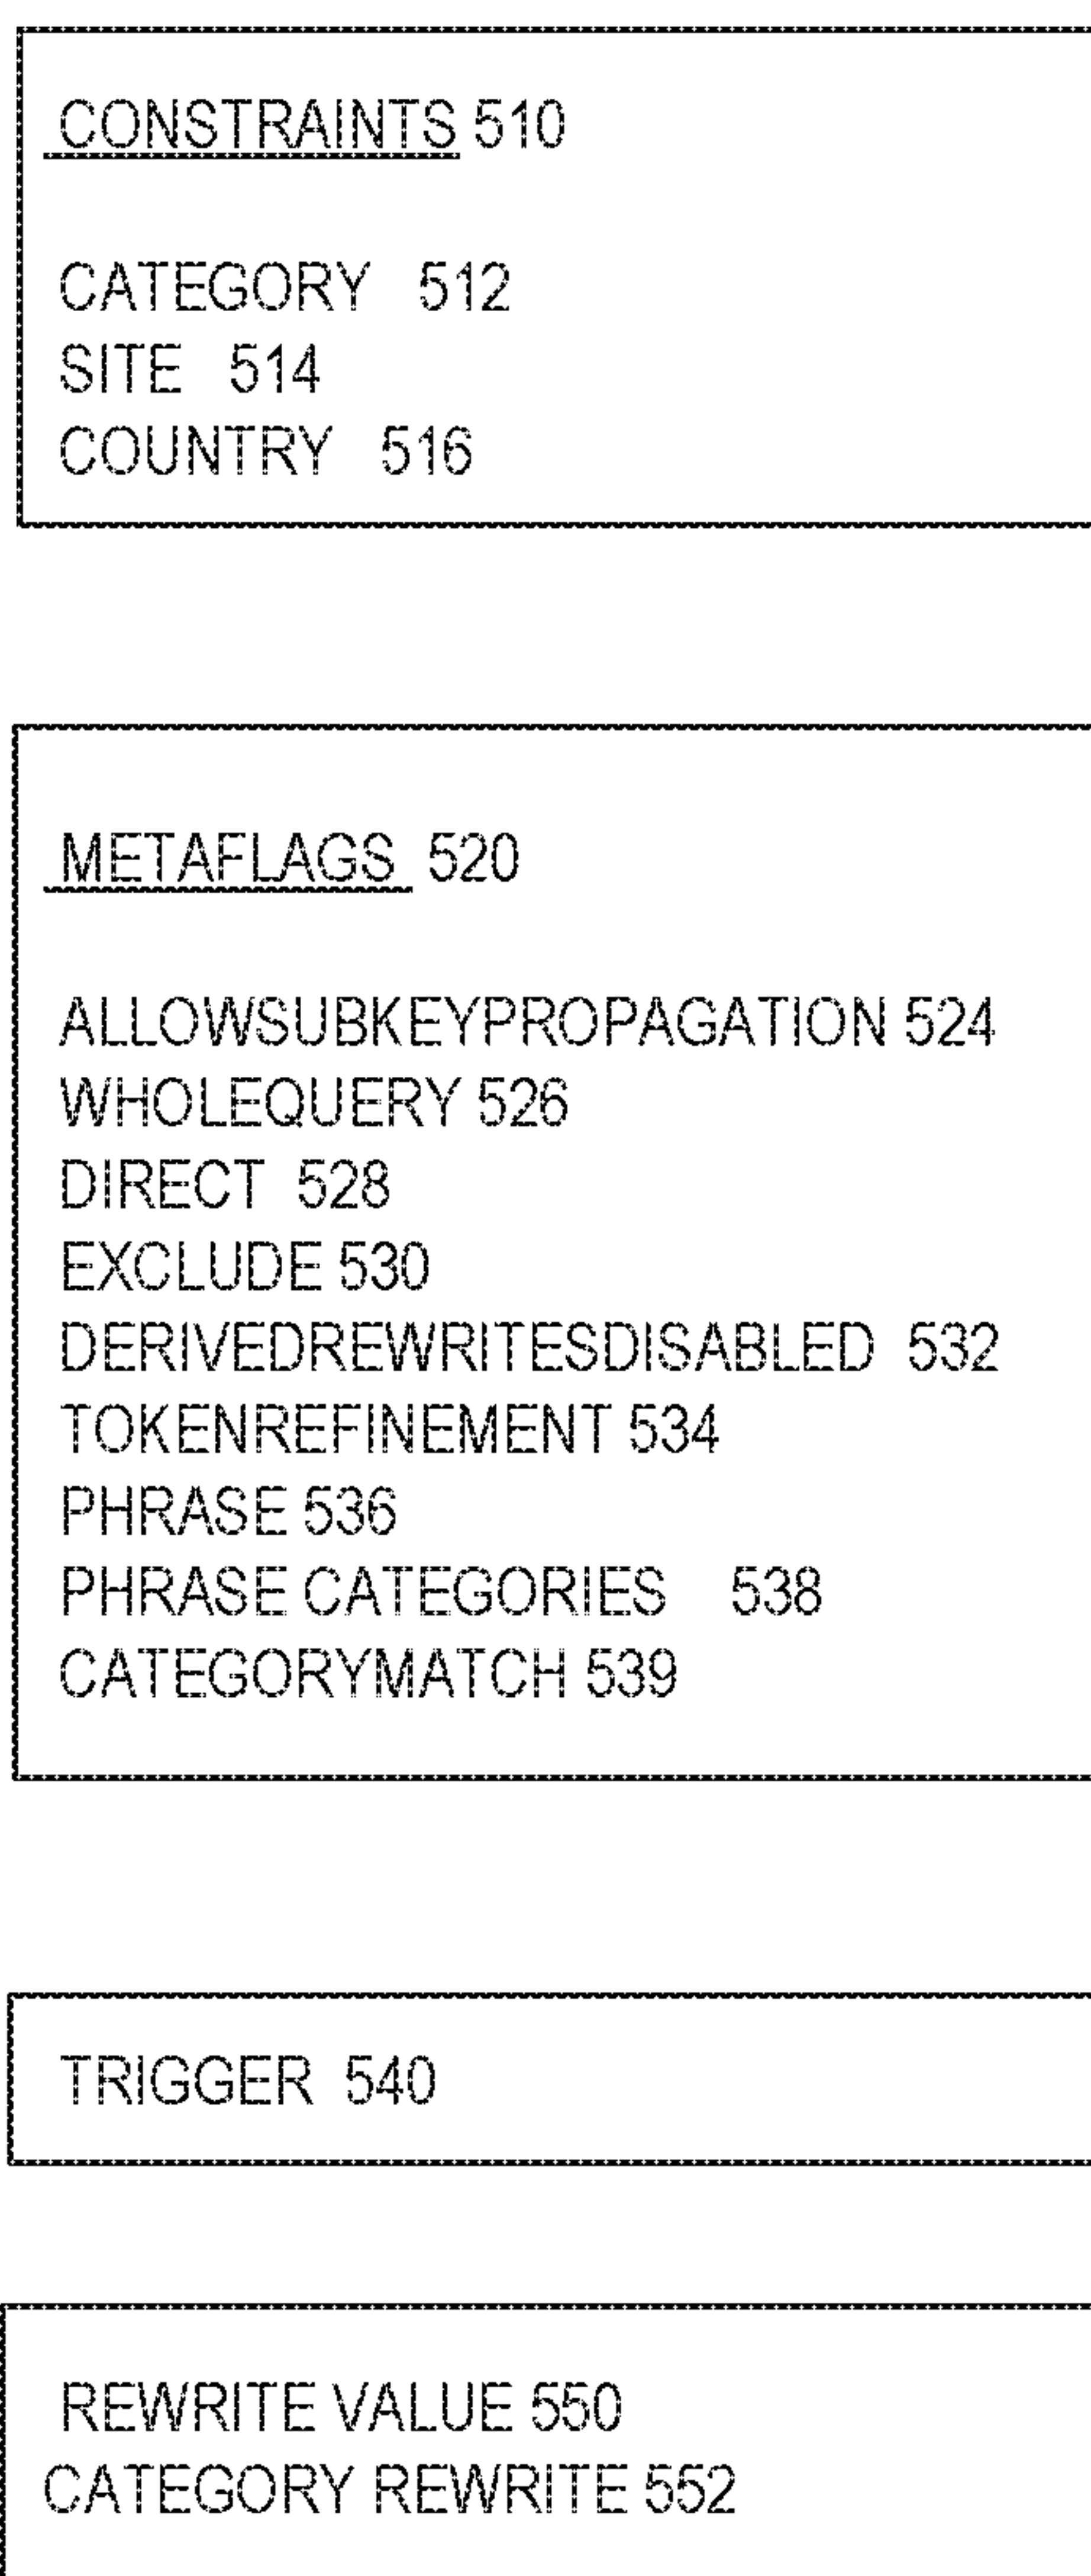 CONSTRAINTS 510
CATEGORY 512
SITE 514
COUNTRY 516
METAFLAGS 520
ALLOWSUBKEYPROPAGATION 524
WHOLEQUERY 526
DIRECT 528
EXCLUDE 530
DERIVEDREWRITESDISABLED 532
TOKENREFINEMENT 534
PHRASE 536
PHRASE CATEGORIES 538
CATEGORYMATCH 539
TRIGGER 540
REWRITE VALUE 550
CATEGORY REWRITE 552